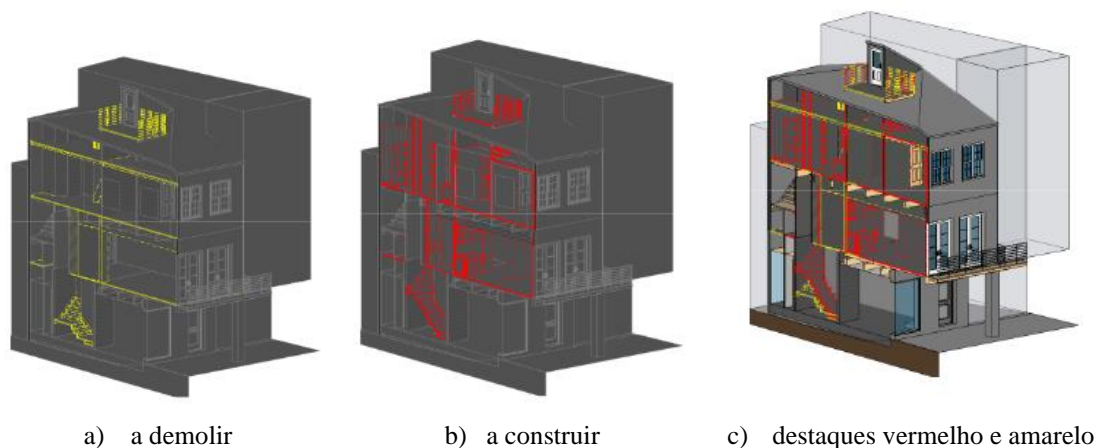 a) a demolir
b) a construir
c) destaques vermelho e amarelo